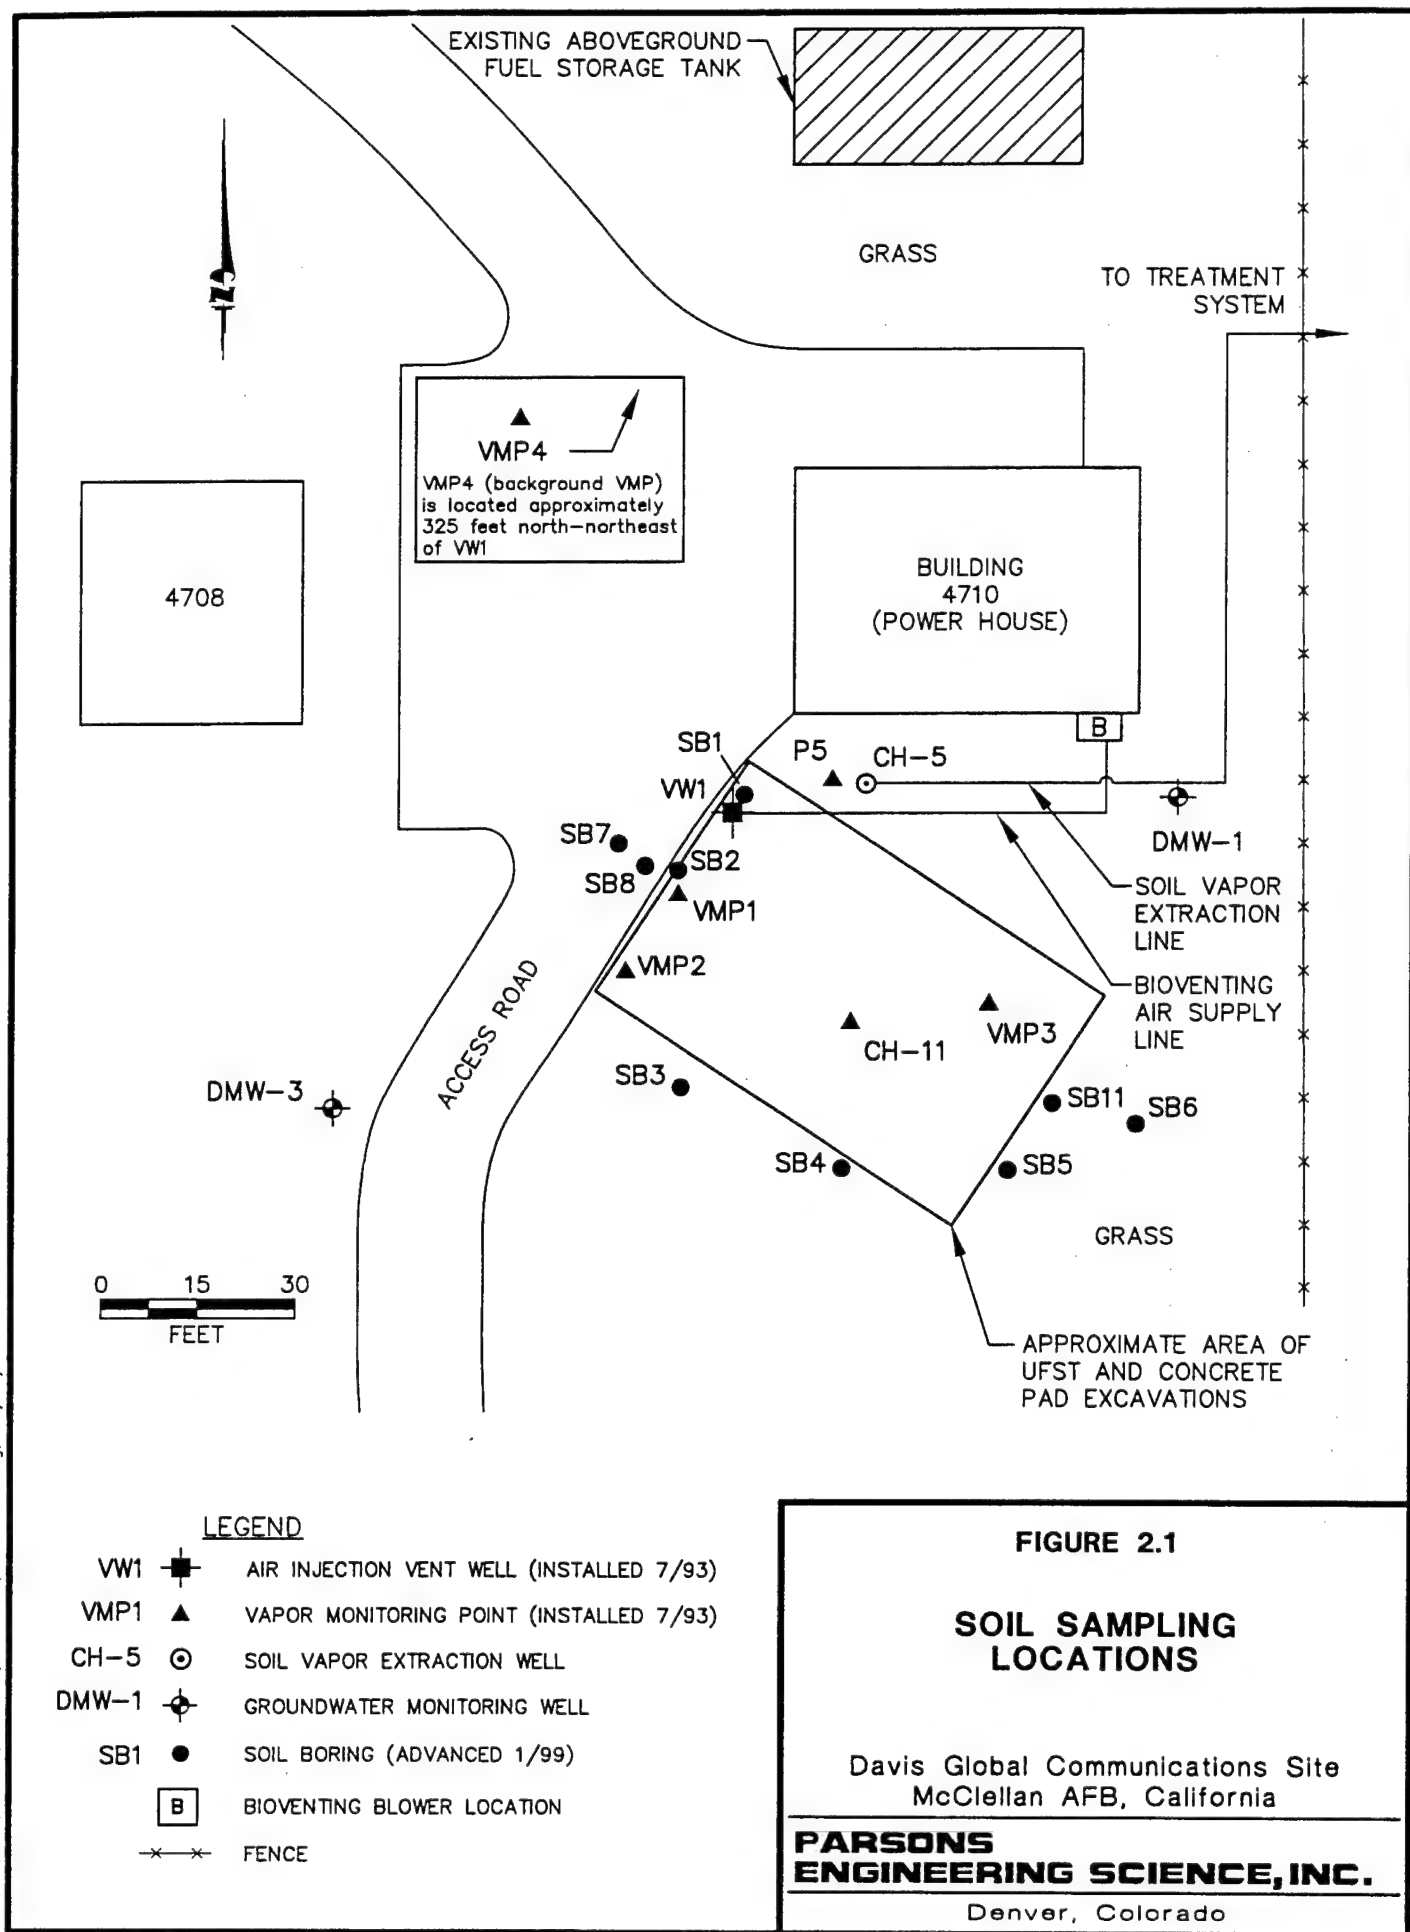 EXISTING ABOVEGROUND
FUEL STORAGE TANK
GRASS
TO TREATMENT
SYSTEM
N
VMP4
VMP4 (background VMP)
is located approximately
325 feet north-northeast
of VW1
4708
BUILDING
4710
(POWER HOUSE)
B
SB1
P5
CH-5
VW1
DMW-1
SB7
SB8
SB2
VMP1
SOIL VAPOR
EXTRACTION
LINE
VMP2
ACCESS ROAD
BIOVENTING
AIR SUPPLY
LINE
VMP3
CH-11
DMW-3
SB3
SB11
SB6
SB4
SB5
GRASS
0 15 30
FEET
APPROXIMATE AREA OF
UFST AND CONCRETE
PAD EXCAVATIONS
LEGEND
VW1 AIR INJECTION VENT WELL (INSTALLED 7/93)
VMP1 VAPOR MONITORING POINT (INSTALLED 7/93)
CH-5 SOIL VAPOR EXTRACTION WELL
DMW-1 GROUNDWATER MONITORING WELL
SB1 SOIL BORING (ADVANCED 1/99)
B BIOVENTING BLOWER LOCATION
FENCE
FIGURE 2.1
SOIL SAMPLING
LOCATIONS
Davis Global Communications Site
McClellan AFB, California
PARSONS
ENGINEERING SCIENCE, INC.
Denver, Colorado